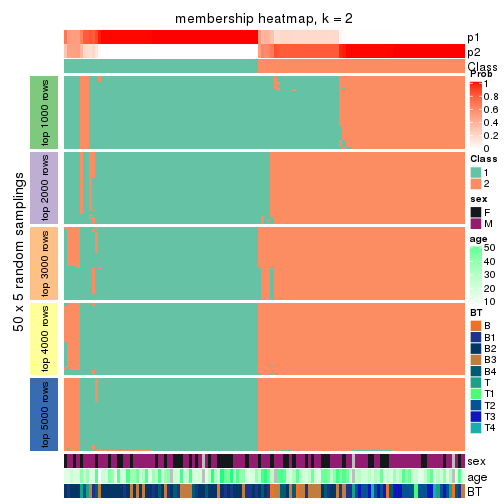 membership heatmap, k = 2
p1
p2
Class
50 x 5 random samplings
top 1000 rows
top 2000 rows
top 3000 rows
top 4000 rows
top 5000 rows
sex
age
BT
Prob
1
0.8
0.6
0.4
0.2
0
Class
1
2
sex
F
M
age
50
40
30
20
10
BT
B
B1
B2
B3
B4
T
T1
T2
T3
T4